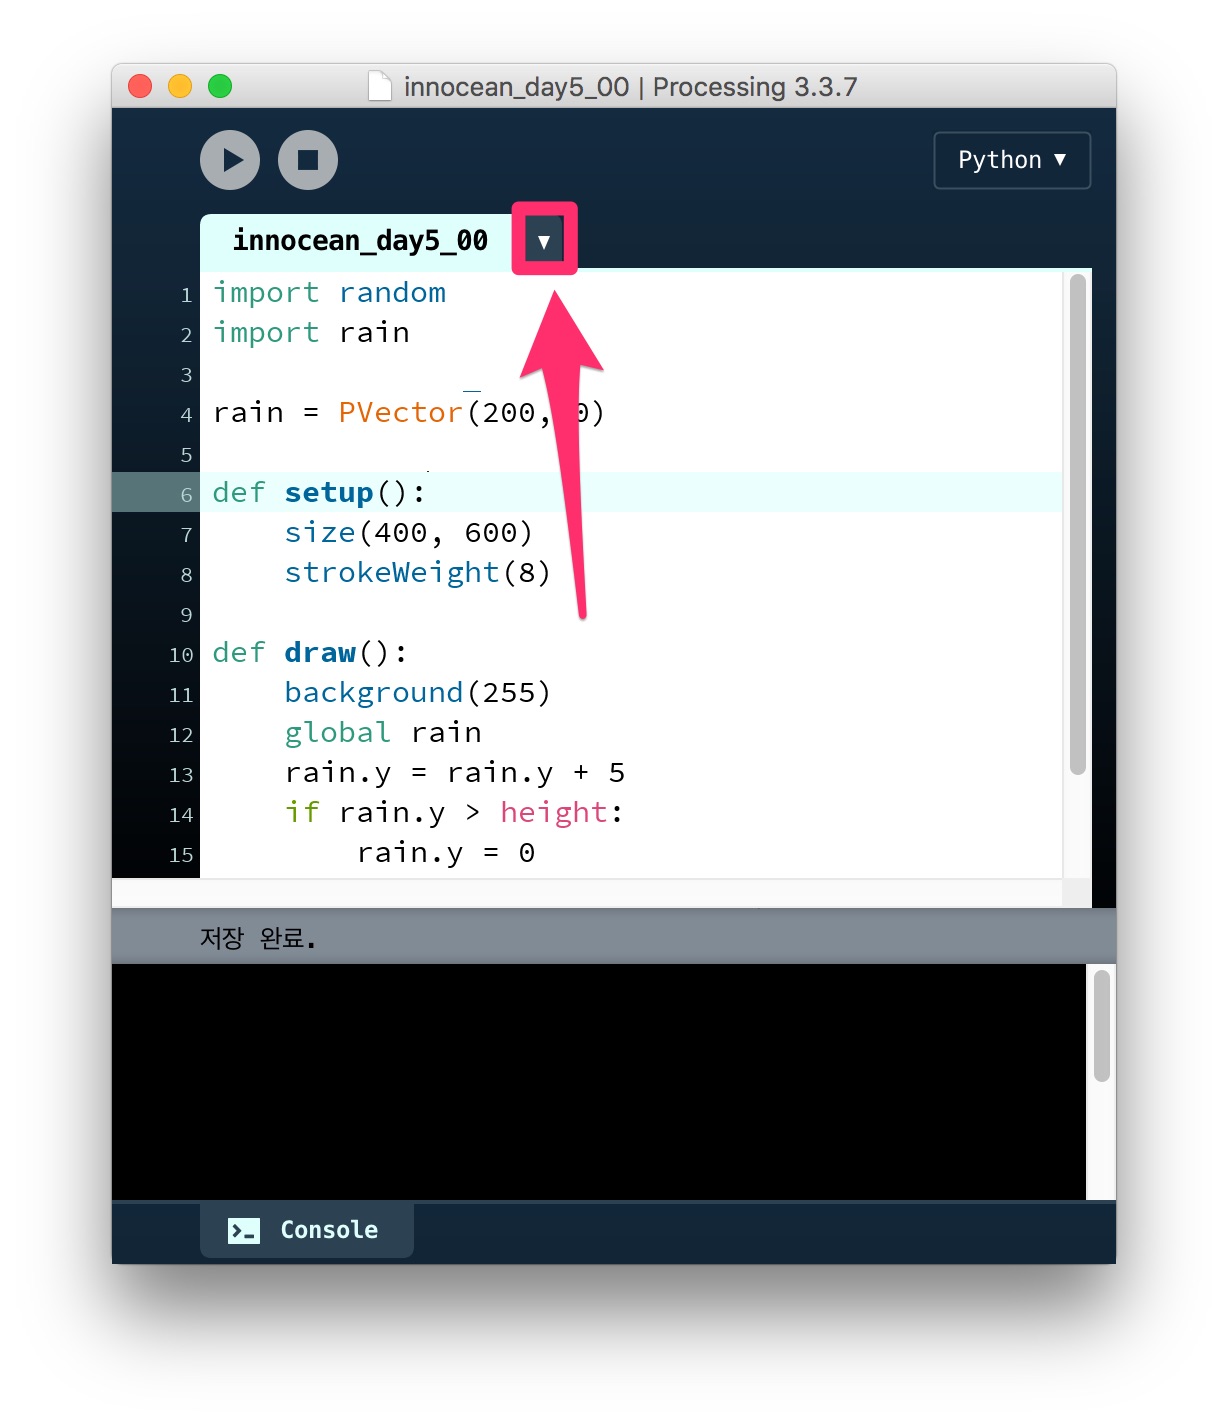 innocean_day5_00 | Processing 3.3.7
Python ▼
innocean_day5_00 ▼
1 import random
2 import rain
3
4 rain = PVector(200, 0)
5
6 def setup():
7 size(400, 600)
8 strokeWeight(8)
9
10 def draw():
11 background(255)
12 global rain
13 rain.y = rain.y + 5
14 if rain.y > height:
15 rain.y = 0
저장 완료.
Console